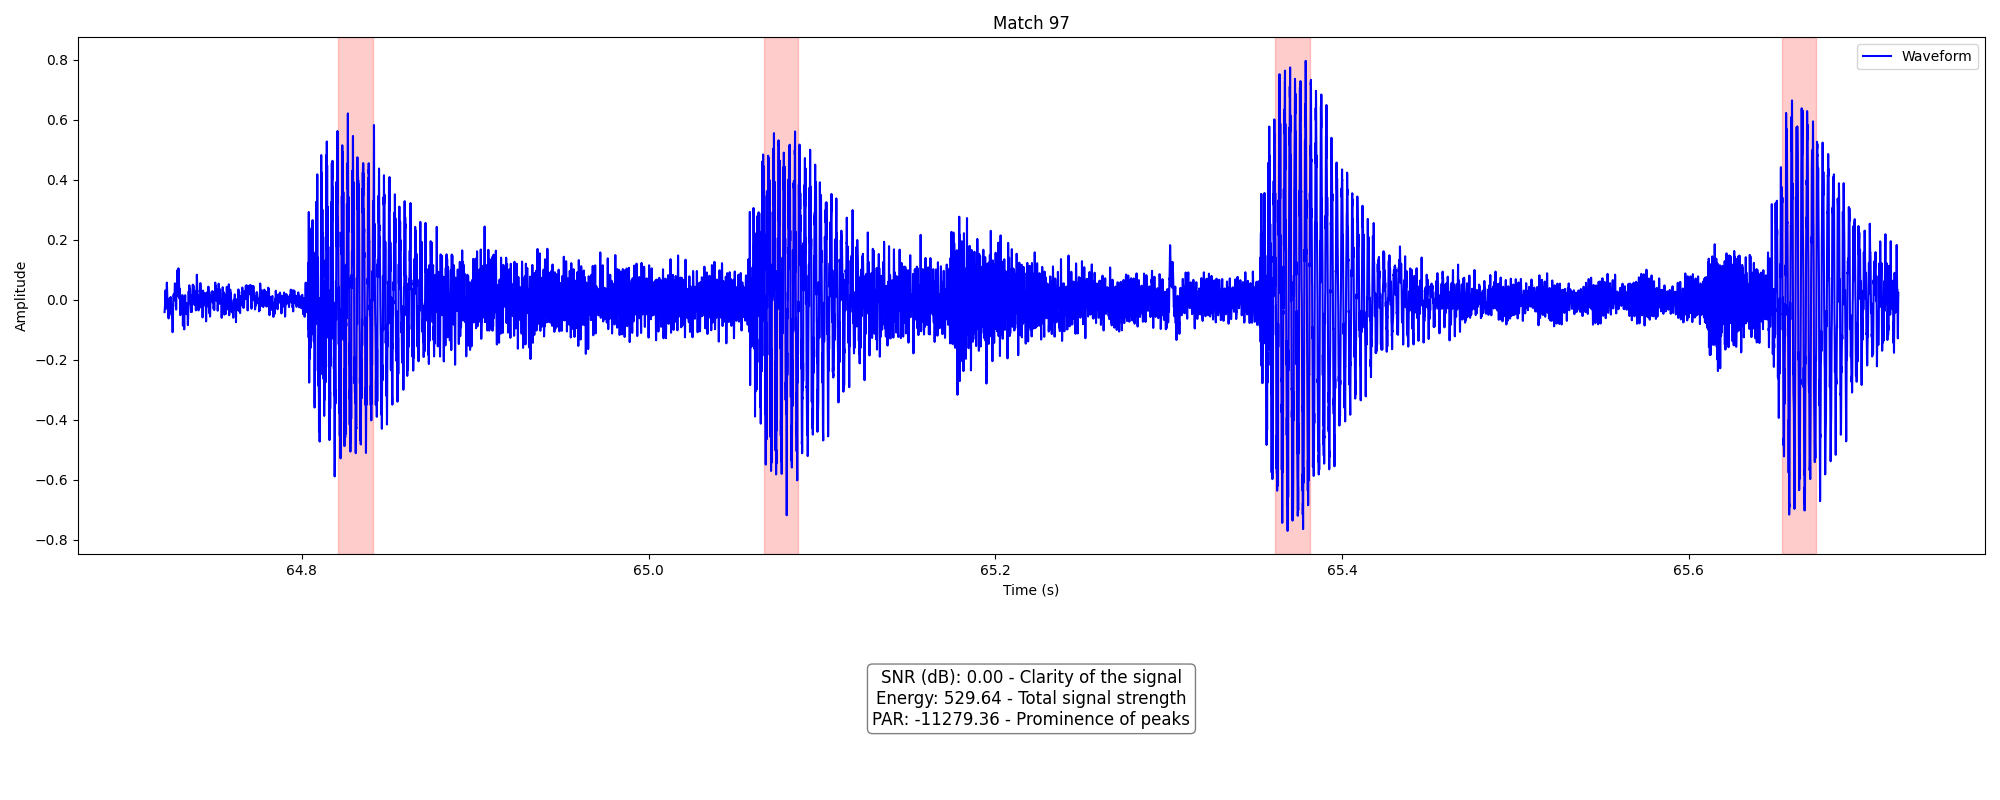 Match 97
Waveform
Amplitude
0.8
0.6
0.4
0.2
0.0
−0.2
−0.4
−0.6
−0.8
64.8 65.0 65.2 65.4 65.6
Time (s)
SNR (dB): 0.00 - Clarity of the signal
Energy: 529.64 - Total signal strength
PAR: -11279.36 - Prominence of peaks